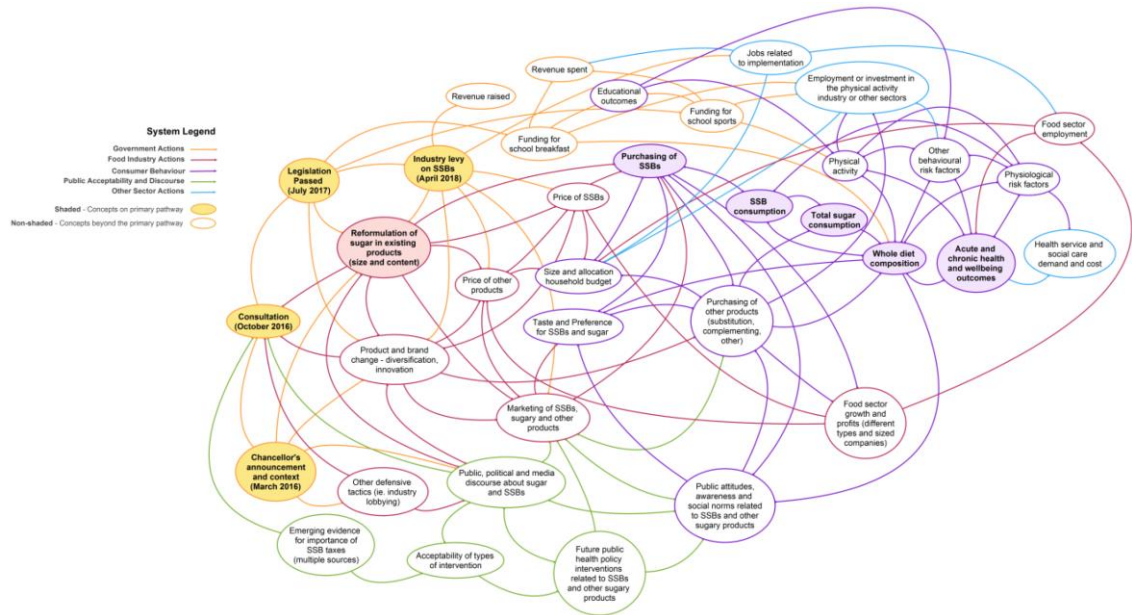 System Legend
Government Actions
Food Industry Actions
Consumer Behaviour
Public Acceptability and Discourse
Other Sector Actions
Shaded - Concepts on primary pathway
Non-shaded - Concepts beyond the primary pathway
Jobs related
to implementation
Revenue spent
Employment or investment in
the physical activity
industry or other sectors
Revenue raised
Educational
outcomes
Funding for
school sports
Food sector
employment
Funding for
school breakfast
Legislation
Passed
(July 2017)
Industry levy
on SSBs
(April 2018)
Purchasing of
SSBs
Physical
activity
Other
behavioural
risk factors
Physiological
risk factors
Price of SSBs
SSB
consumption
Total sugar
consumption
Reformulation of
sugar in existing
products
(size and content)
Whole diet
composition
Acute and
chronic health
and wellbeing
outcomes
Health service and
social care
demand and cost
Price of other
products
Size and allocation
household budget
Purchasing of
other products
(substitution,
complementing,
other)
Consultation
(October 2016)
Taste and Preference
for SSBs and sugar
Product and brand
change - diversification,
innovation
Marketing of SSBs,
sugary and other
products
Food sector
growth and
profits (different
types and sized
companies)
Chancellor's
announcement
and context
(March 2016)
Other defensive
tactics (ie. industry
lobbying)
Public, political and media
discourse about sugar
and SSBs
Public attitudes,
awareness and
social norms related
to SSBs and other
sugary products
Emerging evidence
for importance of
SSB taxes
(multiple sources)
Acceptability of types
of intervention
Future public
health policy
interventions
related to SSBs
and other sugary
products